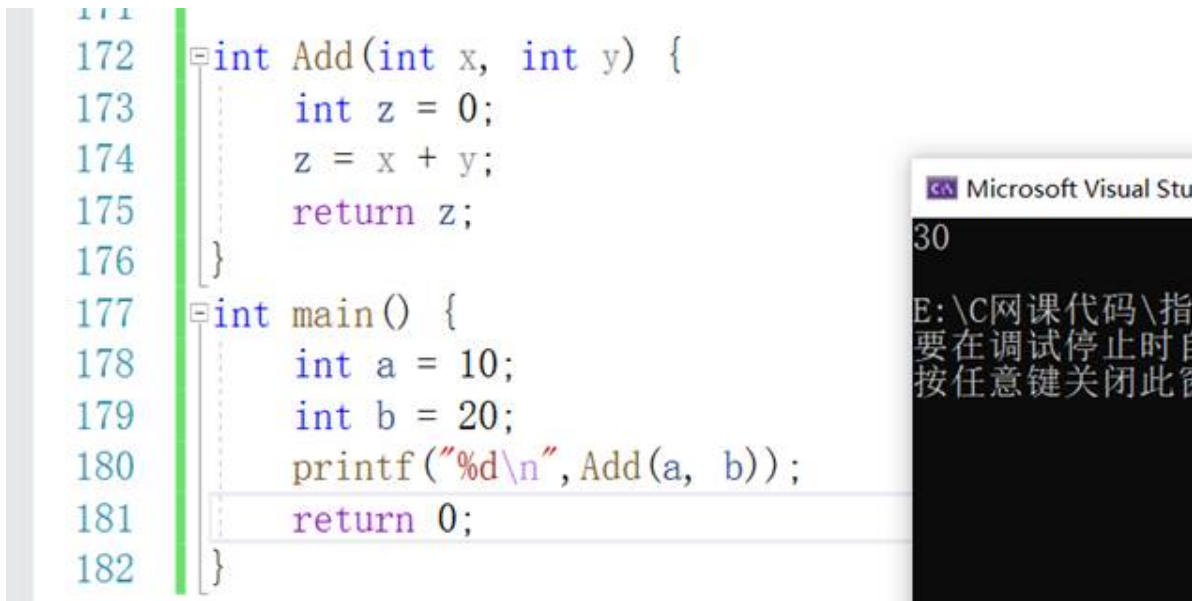 171
172 int Add(int x, int y) {
173 int z = 0;
174 z = x + y;
175 return z;
176 }
177 int main() {
178 int a = 10;
179 int b = 20;
180 printf("%d\n",Add(a, b));
181 return 0;
182 }
Microsoft Visual Stu
30
E:\C网课代码\指
要在调试停止时自
按任意键关闭此窗